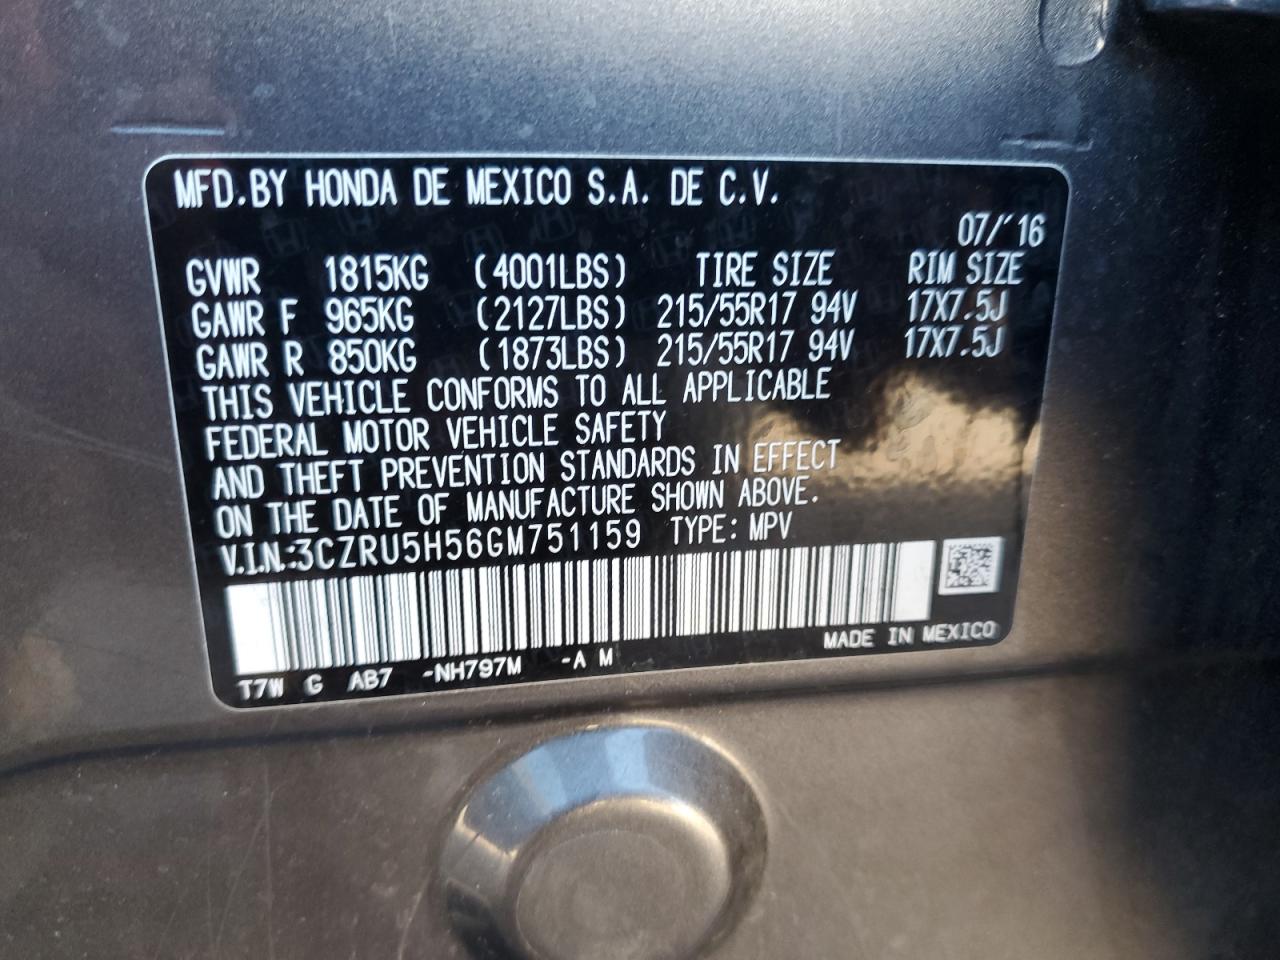 MFD.BY HONDA DE MEXICO S.A. DE C.V.
07/'16
GVWR 1815KG (4001LBS) TIRE SIZE RIM SIZE
GAWR F 965KG (2127LBS) 215/55R17 94V 17X7.5J
GAWR R 850KG (1873LBS) 215/55R17 94V 17X7.5J
THIS VEHICLE CONFORMS TO ALL APPLICABLE
FEDERAL MOTOR VEHICLE SAFETY
AND THEFT PREVENTION STANDARDS IN EFFECT
ON THE DATE OF MANUFACTURE SHOWN ABOVE.
V.I.N.:3CZRU5H56GM751159 TYPE: MPV
MADE IN MEXICO
T7W G AB7 -NH797M -A M